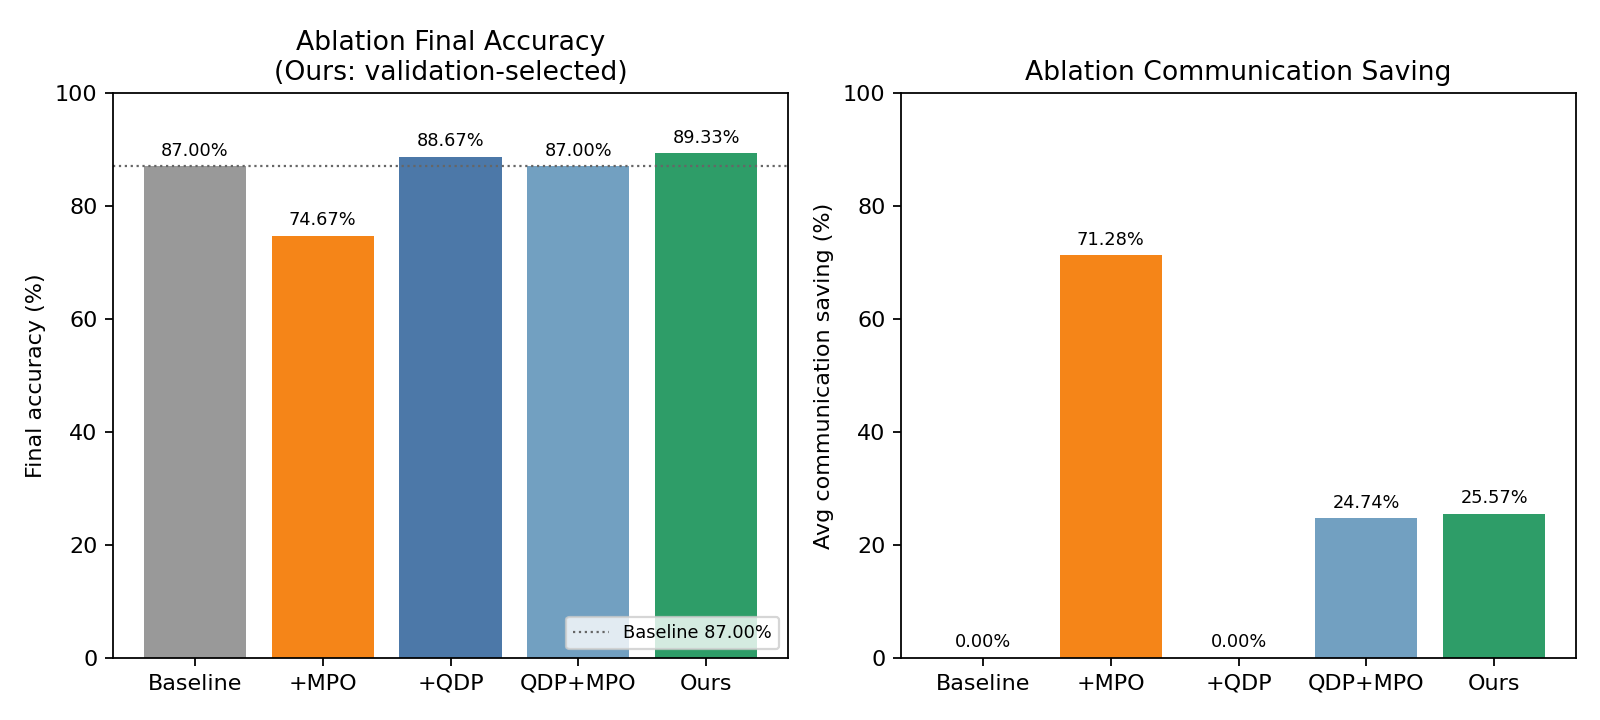 Ablation Final Accuracy
(Ours: validation-selected)
Final accuracy (%)
100
80
60
40
20
0
87.00%
74.67%
88.67%
87.00%
89.33%
Baseline 87.00%
Baseline
+MPO
+QDP
QDP+MPO
Ours
Ablation Communication Saving
Avg communication saving (%)
100
80
60
40
20
0
0.00%
71.28%
0.00%
24.74%
25.57%
Baseline
+MPO
+QDP
QDP+MPO
Ours